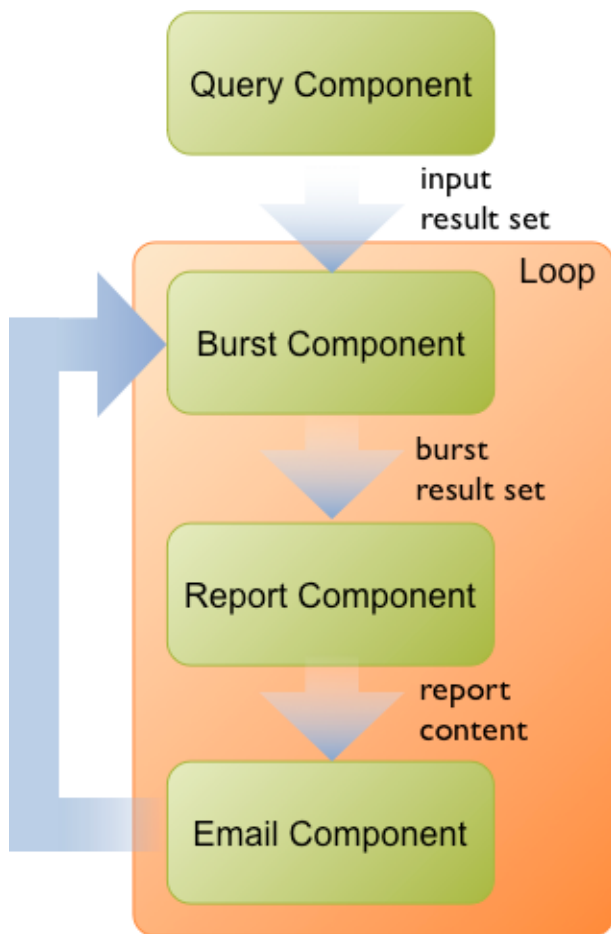 Query Component
input
result set
Loop
Burst Component
burst
result set
Report Component
report
content
Email Component